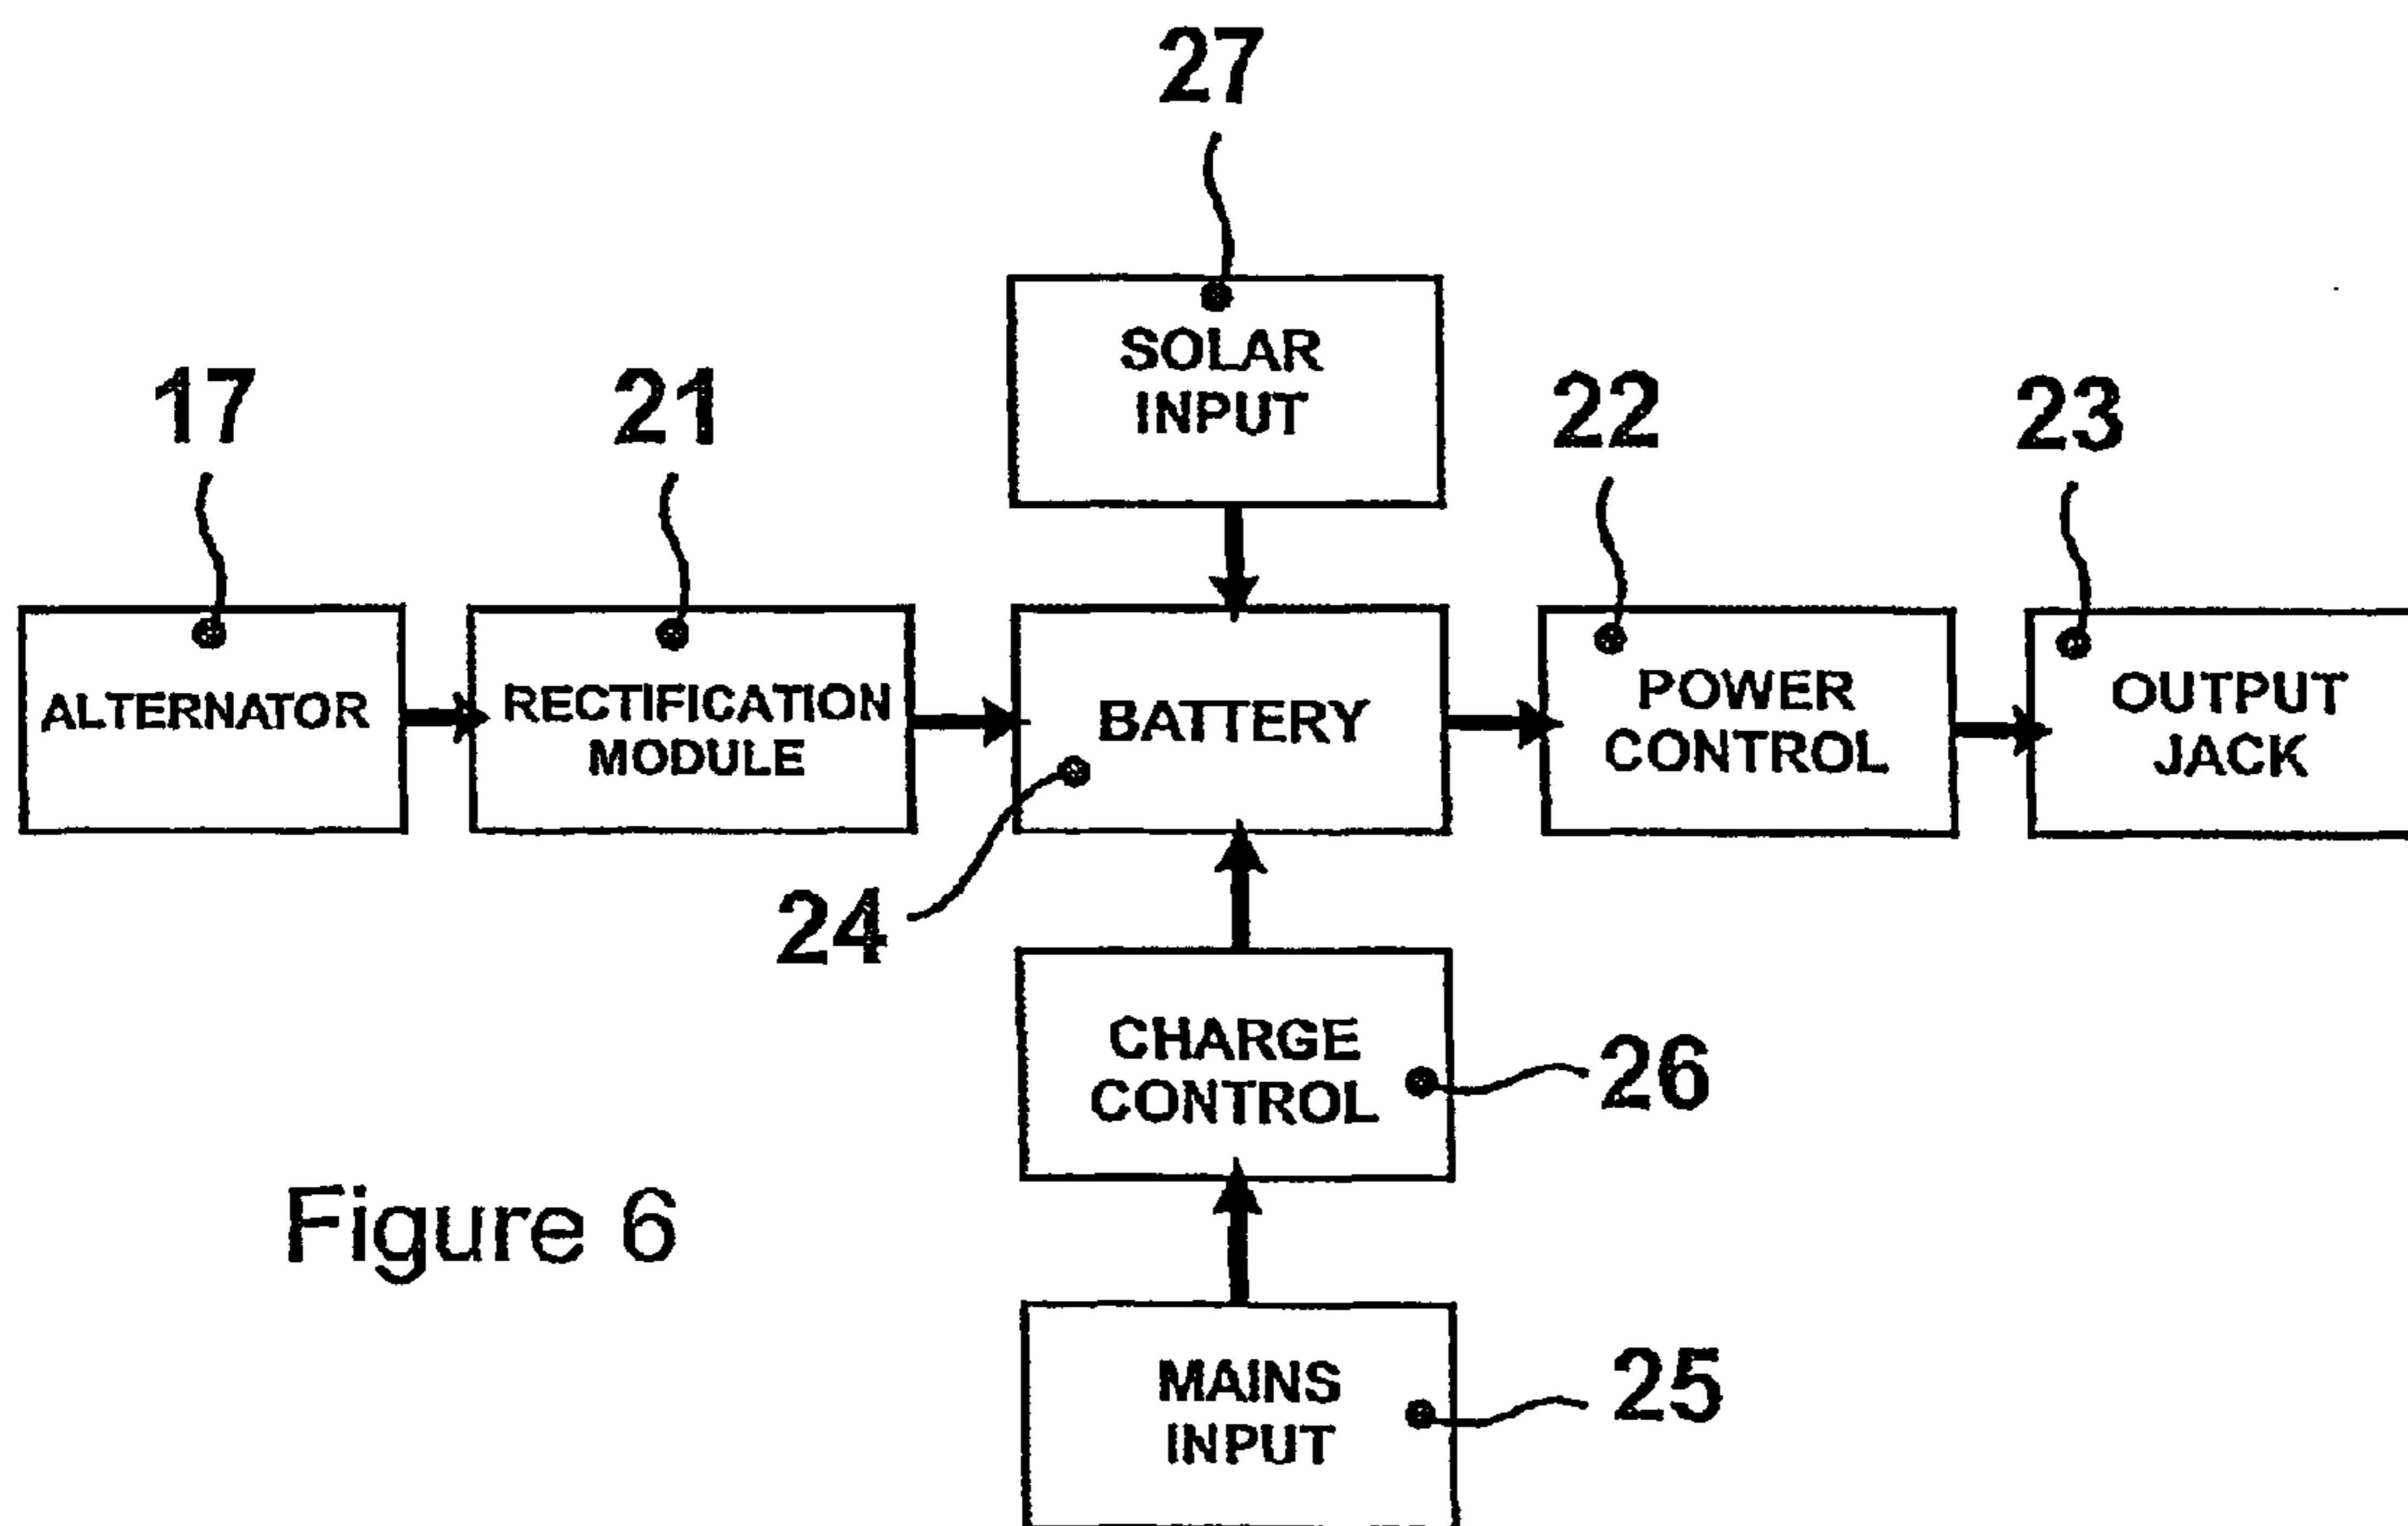 27
SOLAR
INPUT
17
21
22
23
ALTERNATOR
RECTIFICATION
MODULE
BATTERY
POWER
CONTROL
OUTPUT
JACK
24
CHARGE
CONTROL
26
Figure 6
MAINS
INPUT
25